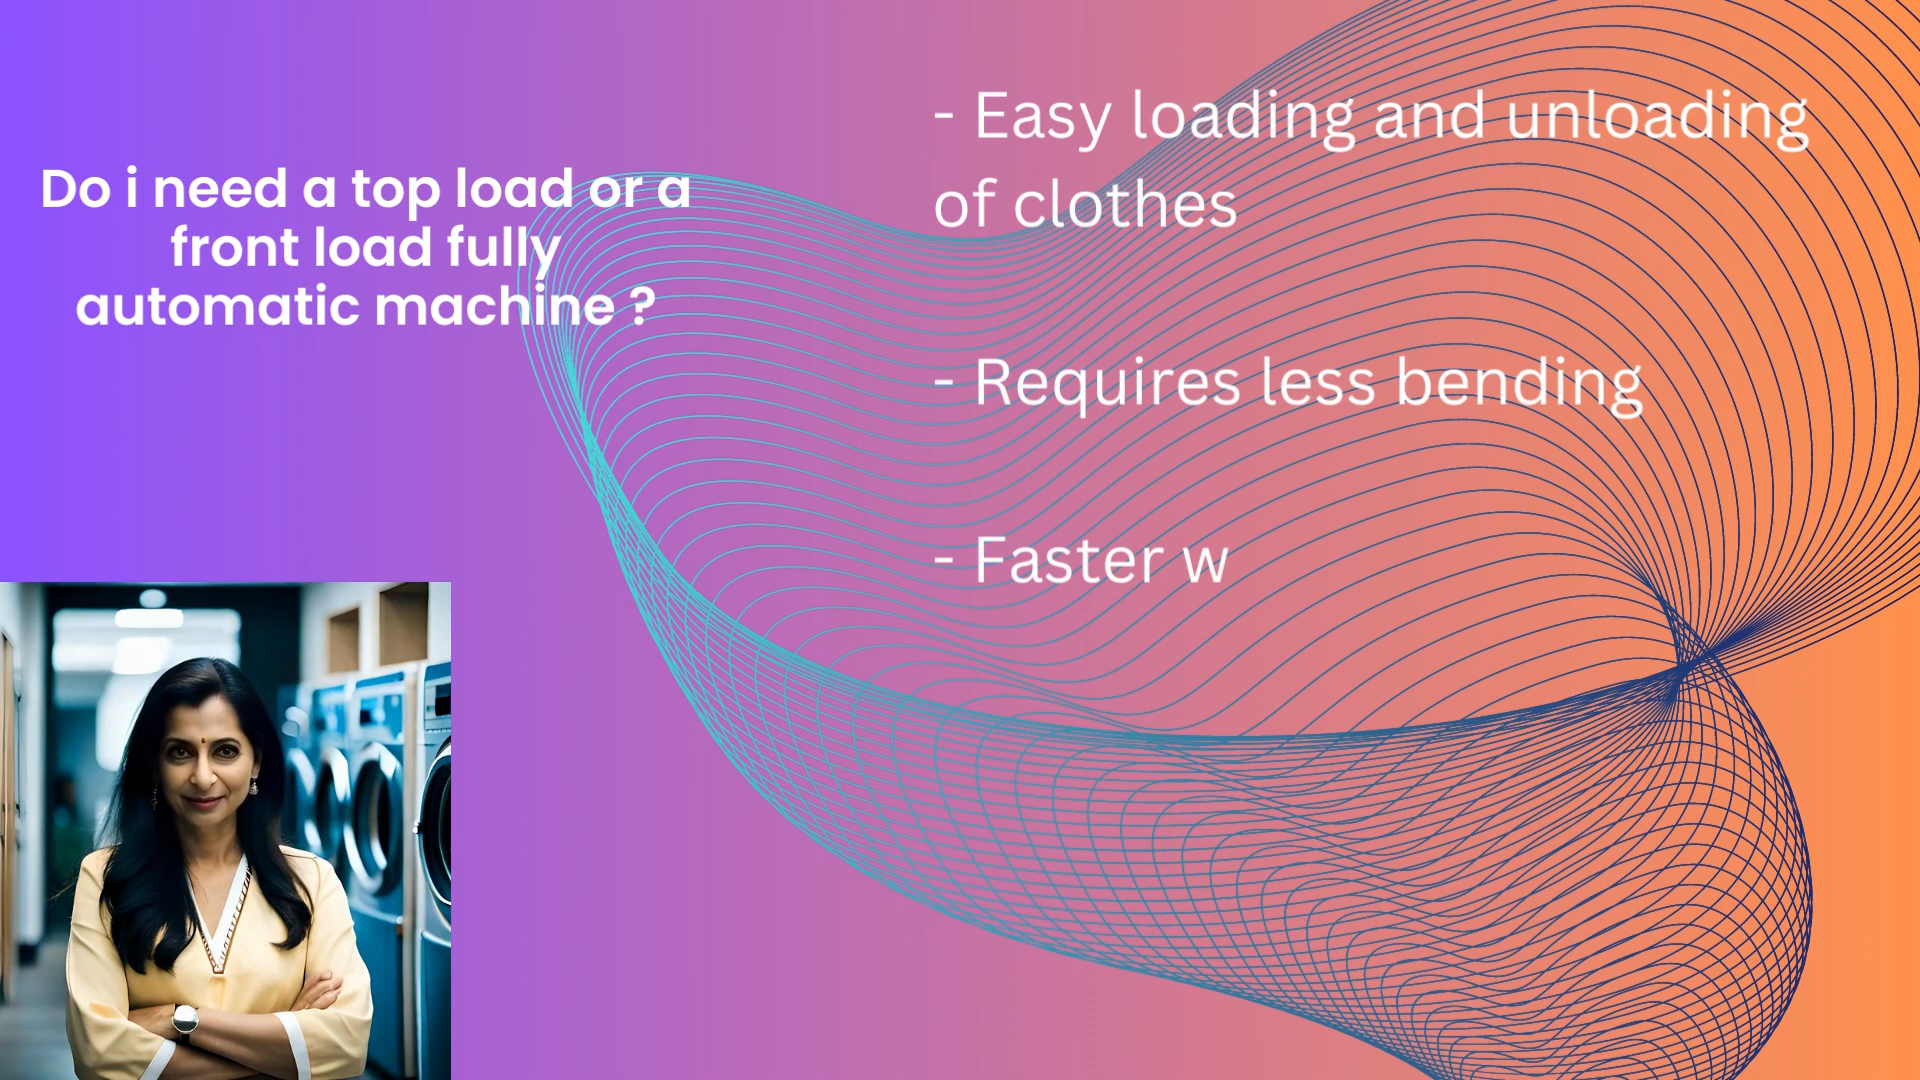 Do i need a top load or a
front load fully
automatic machine ?
- Easy loading and unloading
of clothes
- Requires less bending
- Faster w